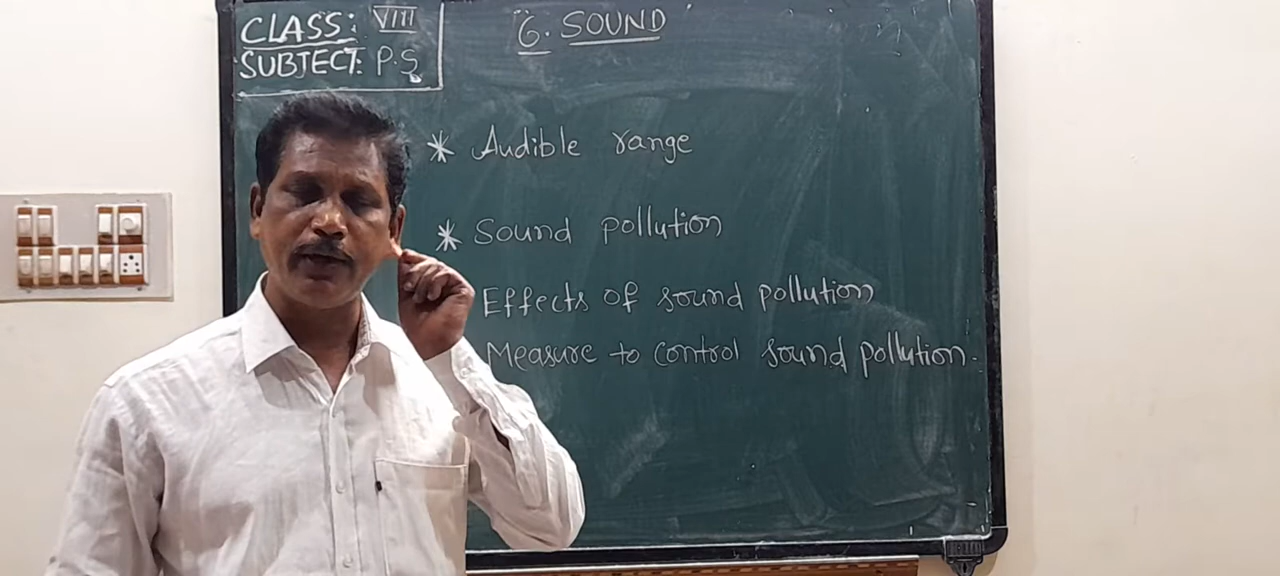 CLASS: VIII
SUBJECT: P.S
6. SOUND
* Audible range
* Sound pollution
Effects of sound pollution
Measure to control sound pollution.